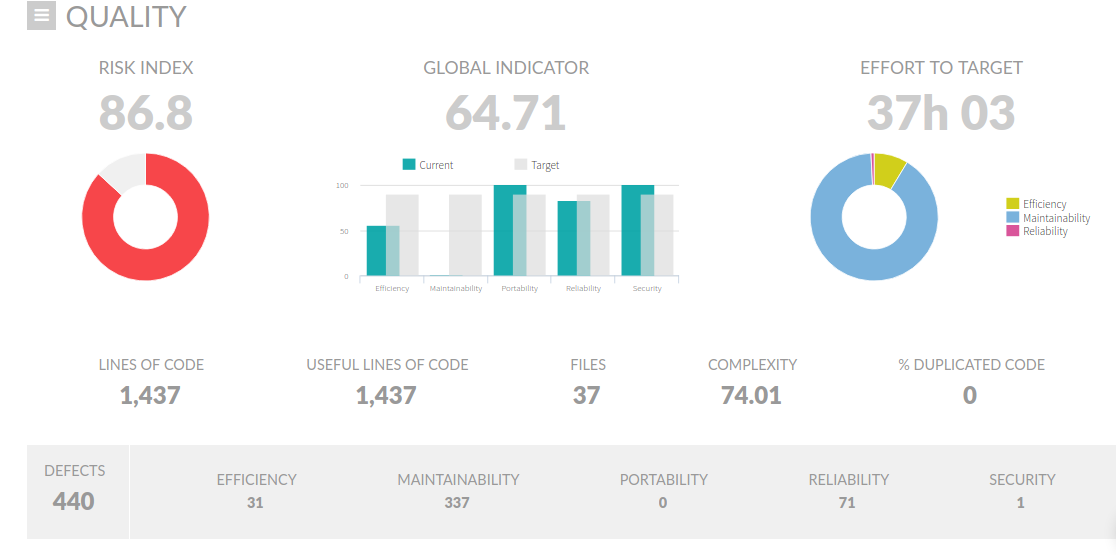 QUALITY
RISK INDEX
86.8
GLOBAL INDICATOR
64.71
Current
Target
100
50
0
Efficiency
Maintainability
Portability
Reliability
Security
EFFORT TO TARGET
37h 03
Efficiency
Maintainability
Reliability
LINES OF CODE
1,437
USEFUL LINES OF CODE
1,437
FILES
37
COMPLEXITY
74.01
% DUPLICATED CODE
0
DEFECTS
440
EFFICIENCY
31
MAINTAINABILITY
337
PORTABILITY
0
RELIABILITY
71
SECURITY
1